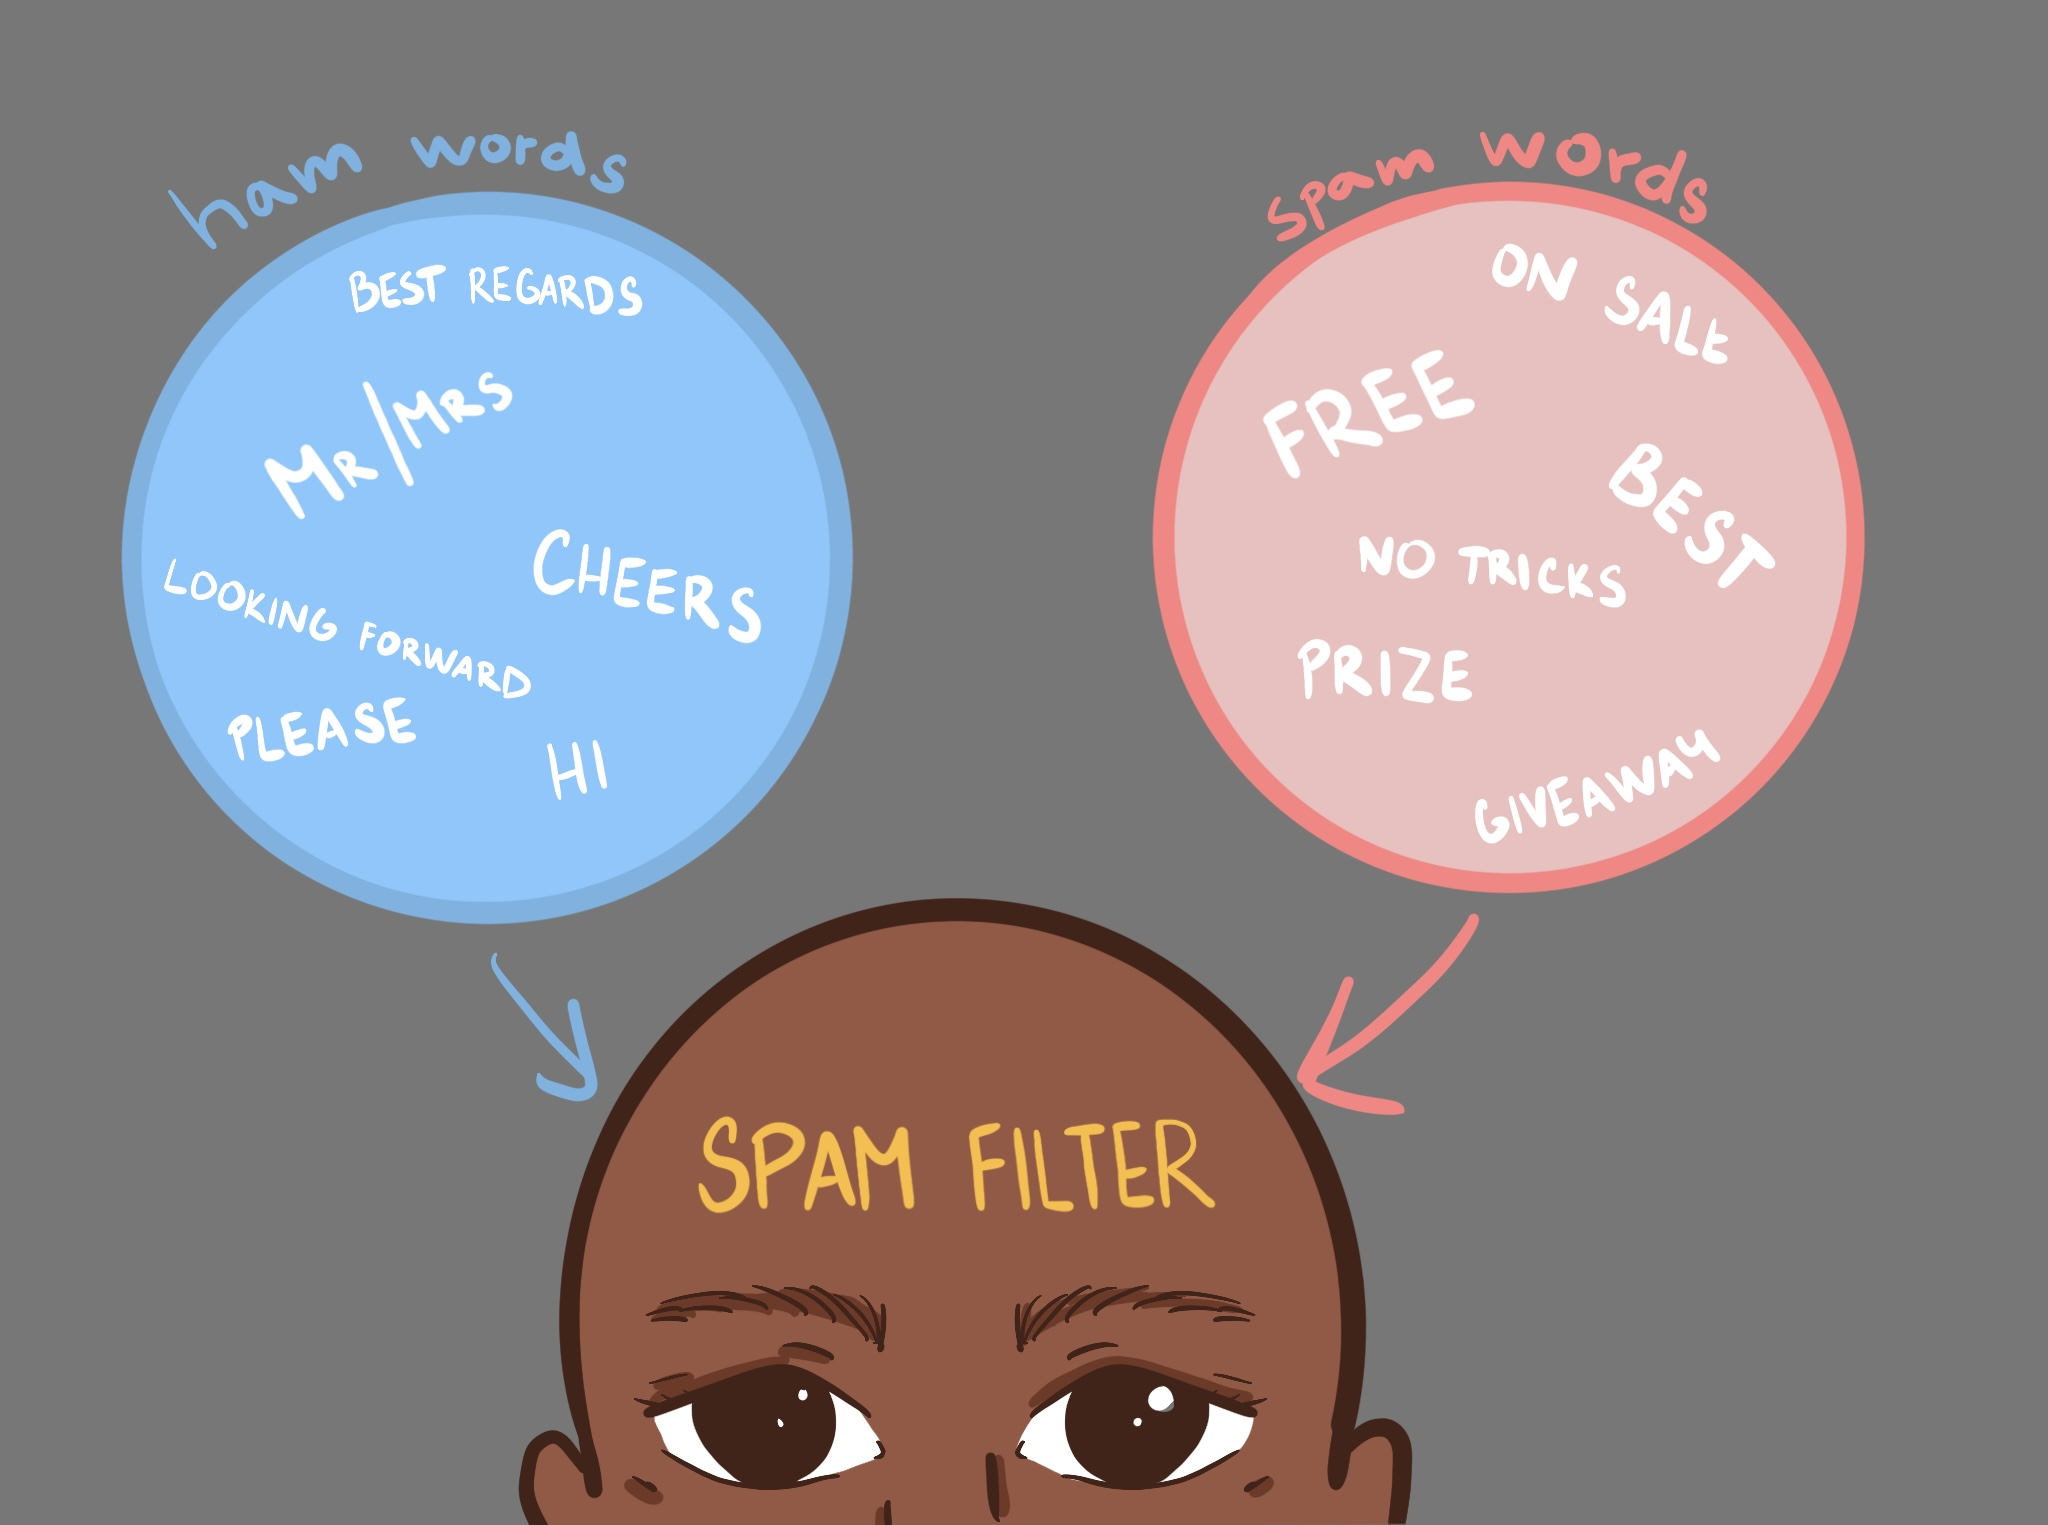 ham words
BEST REGARDS
MR/MRS
CHEERS
LOOKING FORWARD
PLEASE
HI
spam words
ON SALE
FREE
BEST
NO TRICKS
PRIZE
GIVEAWAY
SPAM FILTER